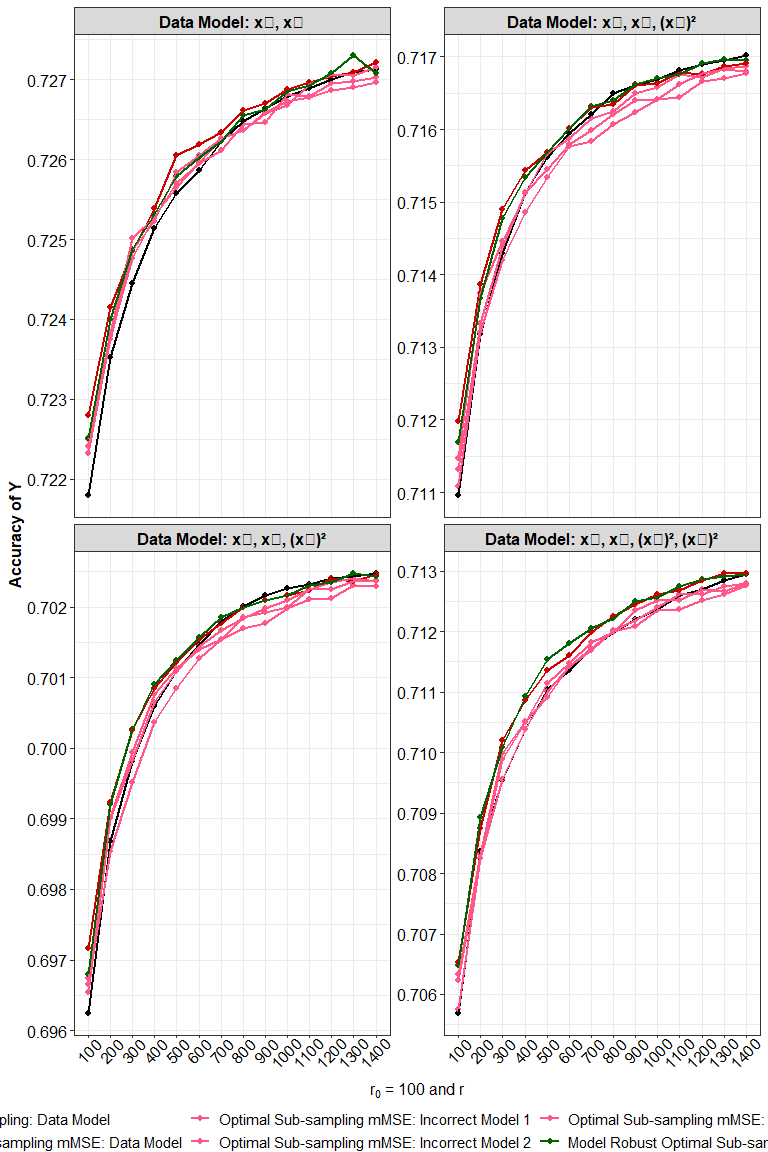 Data Model: x▯, x▯
Data Model: x▯, x▯, (x▯)²
0.727
0.726
0.725
0.724
0.723
0.722
0.717
0.716
0.715
0.714
0.713
0.712
0.711
Accuracy of Y
Data Model: x▯, x▯, (x▯)²
Data Model: x▯, x▯, (x▯)², (x▯)²
0.702
0.701
0.700
0.699
0.698
0.697
0.696
0.713
0.712
0.711
0.710
0.709
0.708
0.707
0.706
100 200 300 400 500 600 700 800 900 1000 1100 1200 1300 1400
100 200 300 400 500 600 700 800 900 1000 1100 1200 1300 1400
r₀ = 100 and r
pling: Data Model Optimal Sub-sampling mMSE: Incorrect Model 1 Optimal Sub-sampling mMSE:
sampling mMSE: Data Model Optimal Sub-sampling mMSE: Incorrect Model 2 Model Robust Optimal Sub-sar